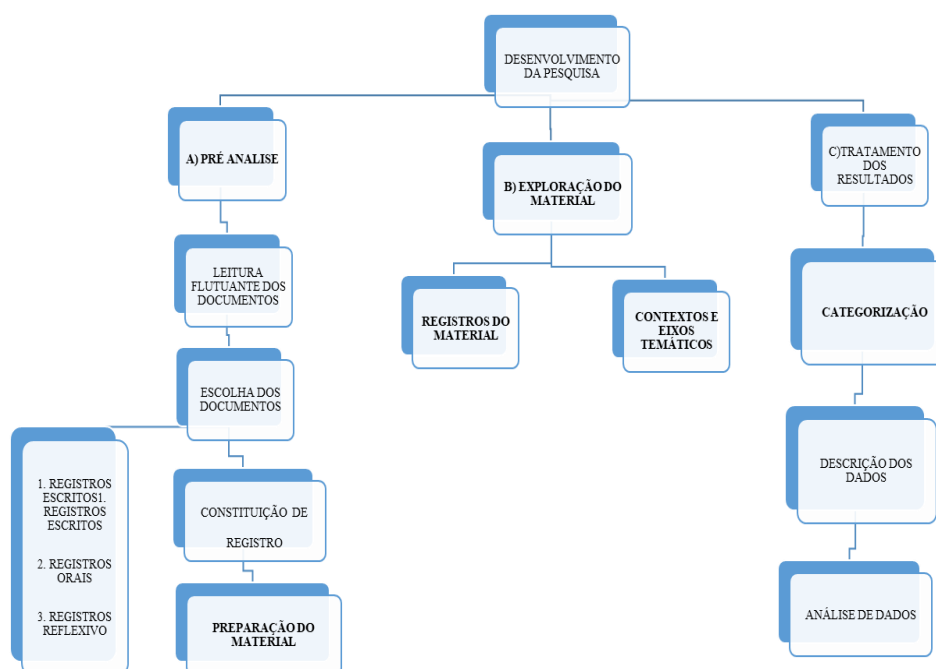 DESENVOLVIMENTO
DA PESQUISA
A) PRÉ ANALISE
LEITURA
FLUTUANTE DOS
DOCUMENTOS
ESCOLHA DOS
DOCUMENTOS
1. REGISTROS
ESCRITOS1.
REGISTROS
ESCRITOS
2. REGISTROS
ORAIS
3. REGISTROS
REFLEXIVO
CONSTITUIÇÃO DE
REGISTRO
PREPARAÇÃO DO
MATERIAL
B) EXPLORAÇÃO DO
MATERIAL
REGISTROS DO
MATERIAL
CONTEXTOS E
EIXOS
TEMÁTICOS
C)TRATAMENTO
DOS
RESULTADOS
CATEGORIZAÇÃO
DESCRIÇÃO DOS
DADOS
ANÁLISE DE DADOS